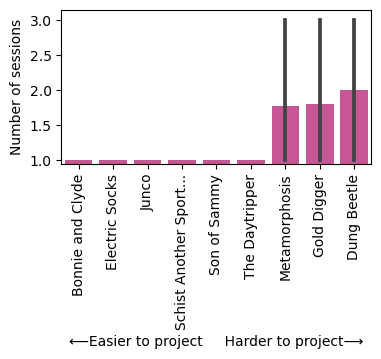 Number of sessions
3.0
2.5
2.0
1.5
1.0
Bonnie and Clyde
Electric Socks
Junco
Schist Another Sport...
Son of Sammy
The Daytripper
Metamorphosis
Gold Digger
Dung Beetle
⟵Easier to project
Harder to project⟶